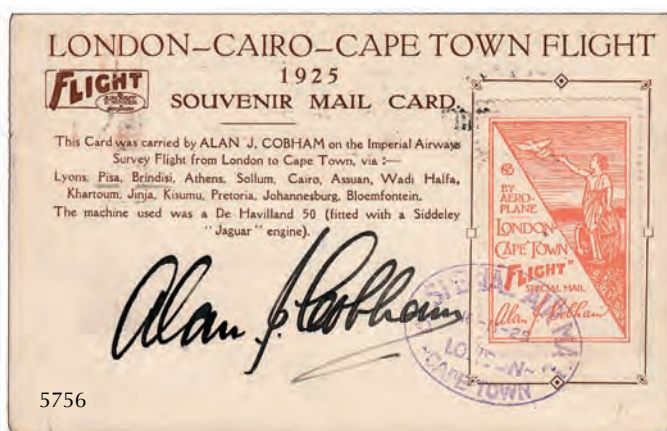 LONDON–CAIRO–CAPE TOWN FLIGHT
1925
FLIGHT
SOUVENIR MAIL CARD.
This Card was carried by ALAN J. COBHAM on the Imperial Airways
Survey Flight from London to Cape Town, via :—
Lyons, Pisa, Brindisi, Athens, Sollum, Cairo, Assuan, Wadi Halfa,
Khartoum, Jinja, Kisumu, Pretoria, Johannesburg, Bloemfontein.
The machine used was a De Havilland 50 (fitted with a Siddeley
"Jaguar" engine).
Alan J. Cobham
BY
AERO-
PLANE
LONDON-
CAPE TOWN
"FLIGHT"
SPECIAL MAIL
Alan J. Cobham
AIR
CAPE TOWN
5756